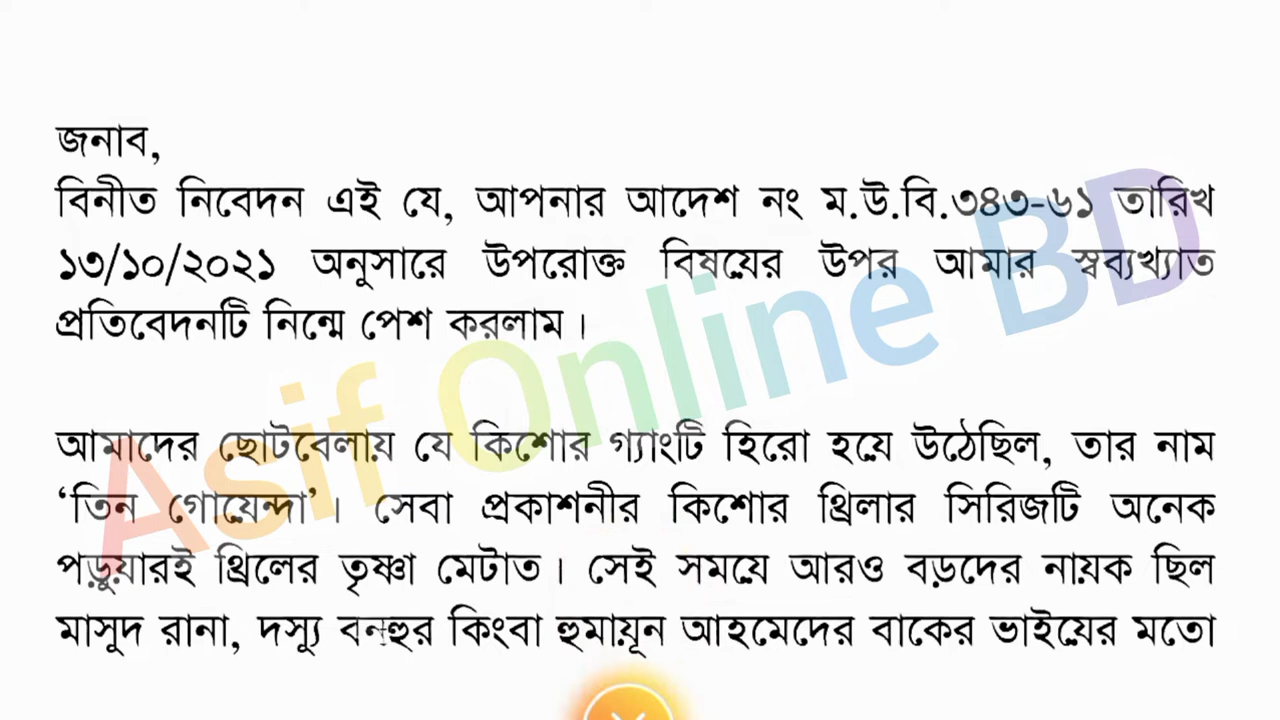 জনাব,
বিনীত নিবেদন এই যে, আপনার আদেশ নং ম.উ.বি.৩৪৩-৬১ তারিখ
১৩/১০/২০২১ অনুসারে উপরোক্ত বিষয়ের উপর আমার স্বব্যখ্যাত
প্রতিবেদনটি নিন্মে পেশ করলাম।
আমাদের ছোটবেলায় যে কিশোর গ্যাংটি হিরো হয়ে উঠেছিল, তার নাম
‘তিন গোয়েন্দা’। সেবা প্রকাশনীর কিশোর থ্রিলার সিরিজটি অনেক
পড়ুয়ারই থ্রিলের তৃষ্ণা মেটাত। সেই সময়ে আরও বড়দের নায়ক ছিল
মাসুদ রানা, দস্যু বনহুর কিংবা হুমায়ূন আহমেদের বাকের ভাইয়ের মতো
Asif Online BD